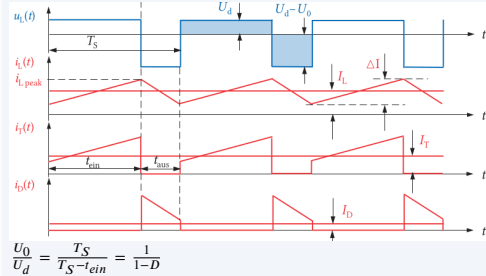 u_L(t) U_d U_d−U_0
t
T_S
i_L(t)
i_L peak I_L ΔI
t
i_T(t)
I_T
t_ein t_aus t
i_D(t)
I_D
t
U_0/U_d = T_S/(T_S−t_ein) = 1/(1−D)